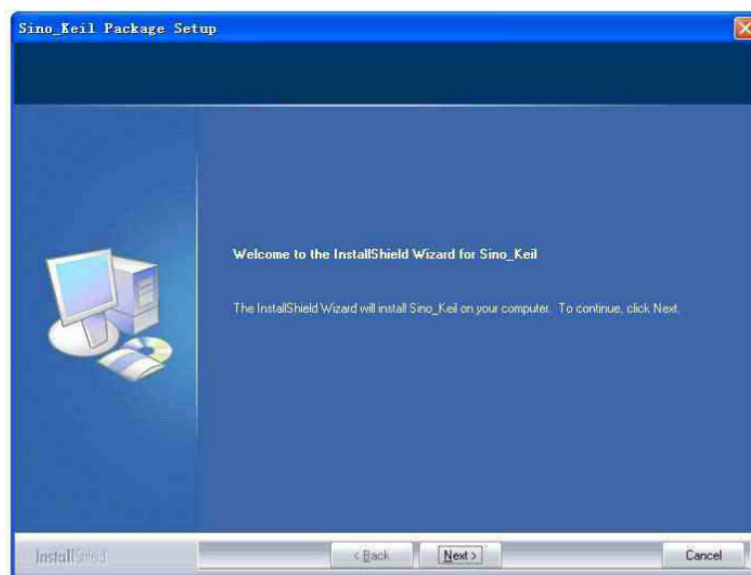 Sino_Keil Package Setup
Welcome to the InstallShield Wizard for Sino_Keil
The InstallShield Wizard will install Sino_Keil on your computer. To continue, click Next.
< Back
Next >
Cancel